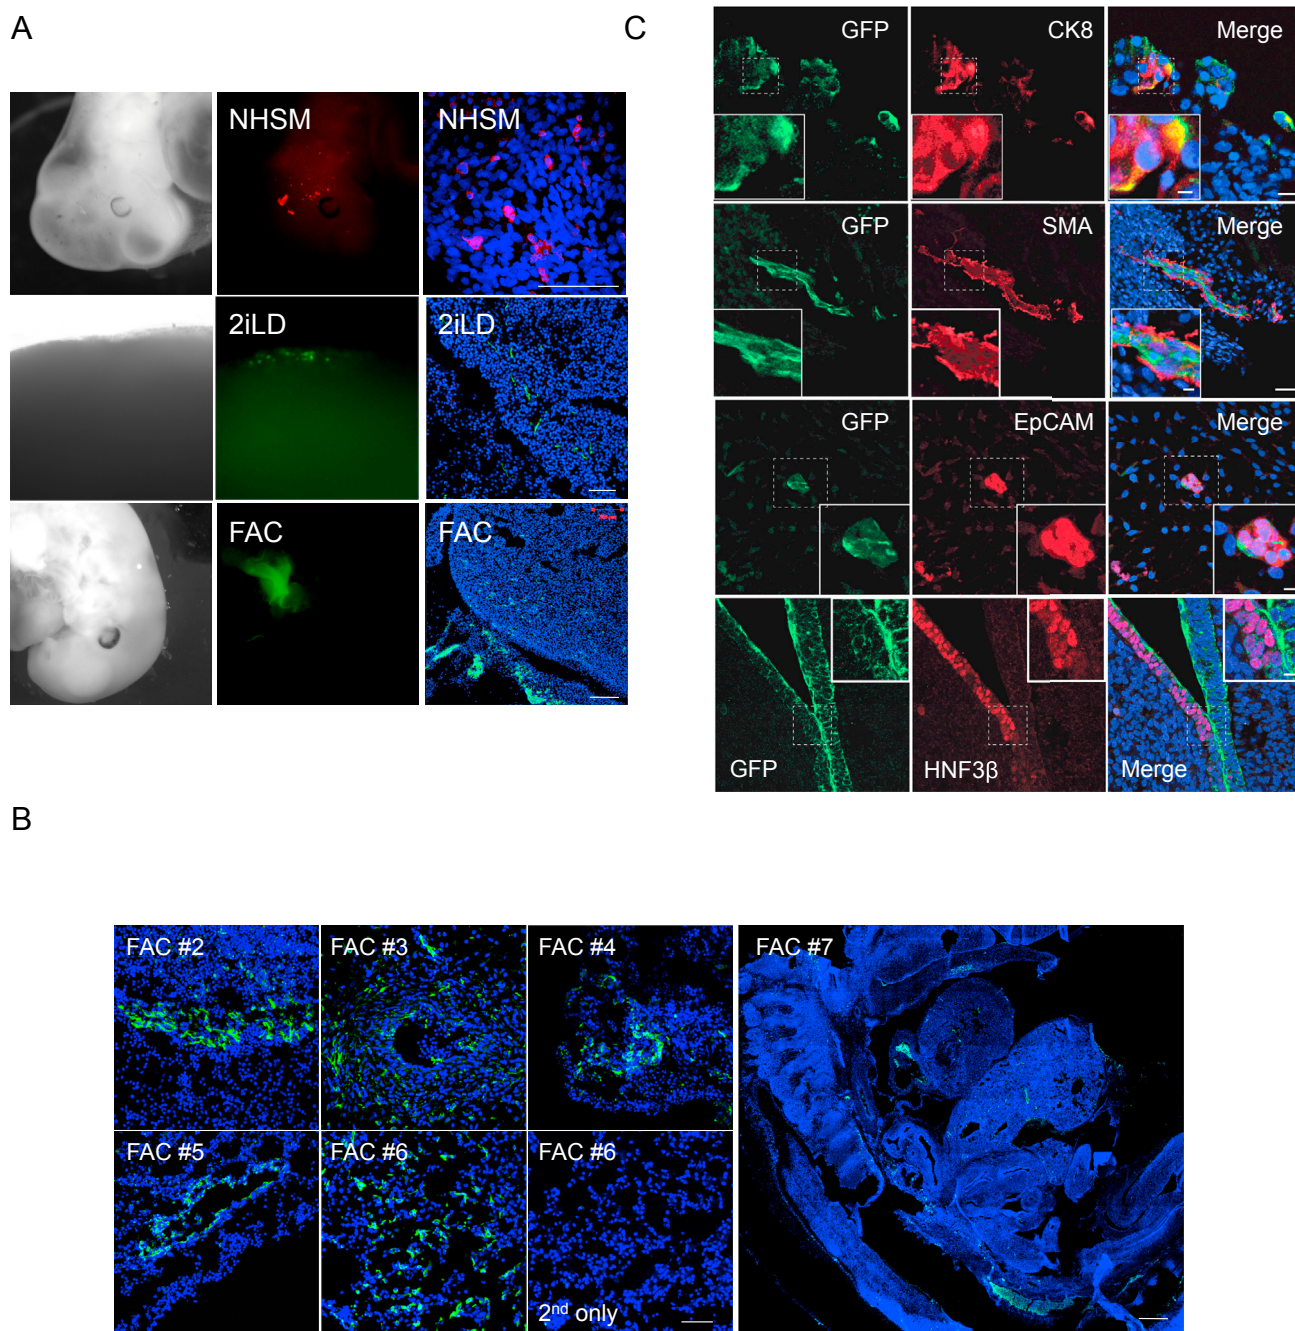 A
NHSM
NHSM
2iLD
2iLD
FAC
FAC
C
GFP
CK8
Merge
GFP
SMA
Merge
GFP
EpCAM
Merge
GFP
HNF3β
Merge
B
FAC #2
FAC #3
FAC #4
FAC #7
FAC #5
FAC #6
FAC #6
2nd only